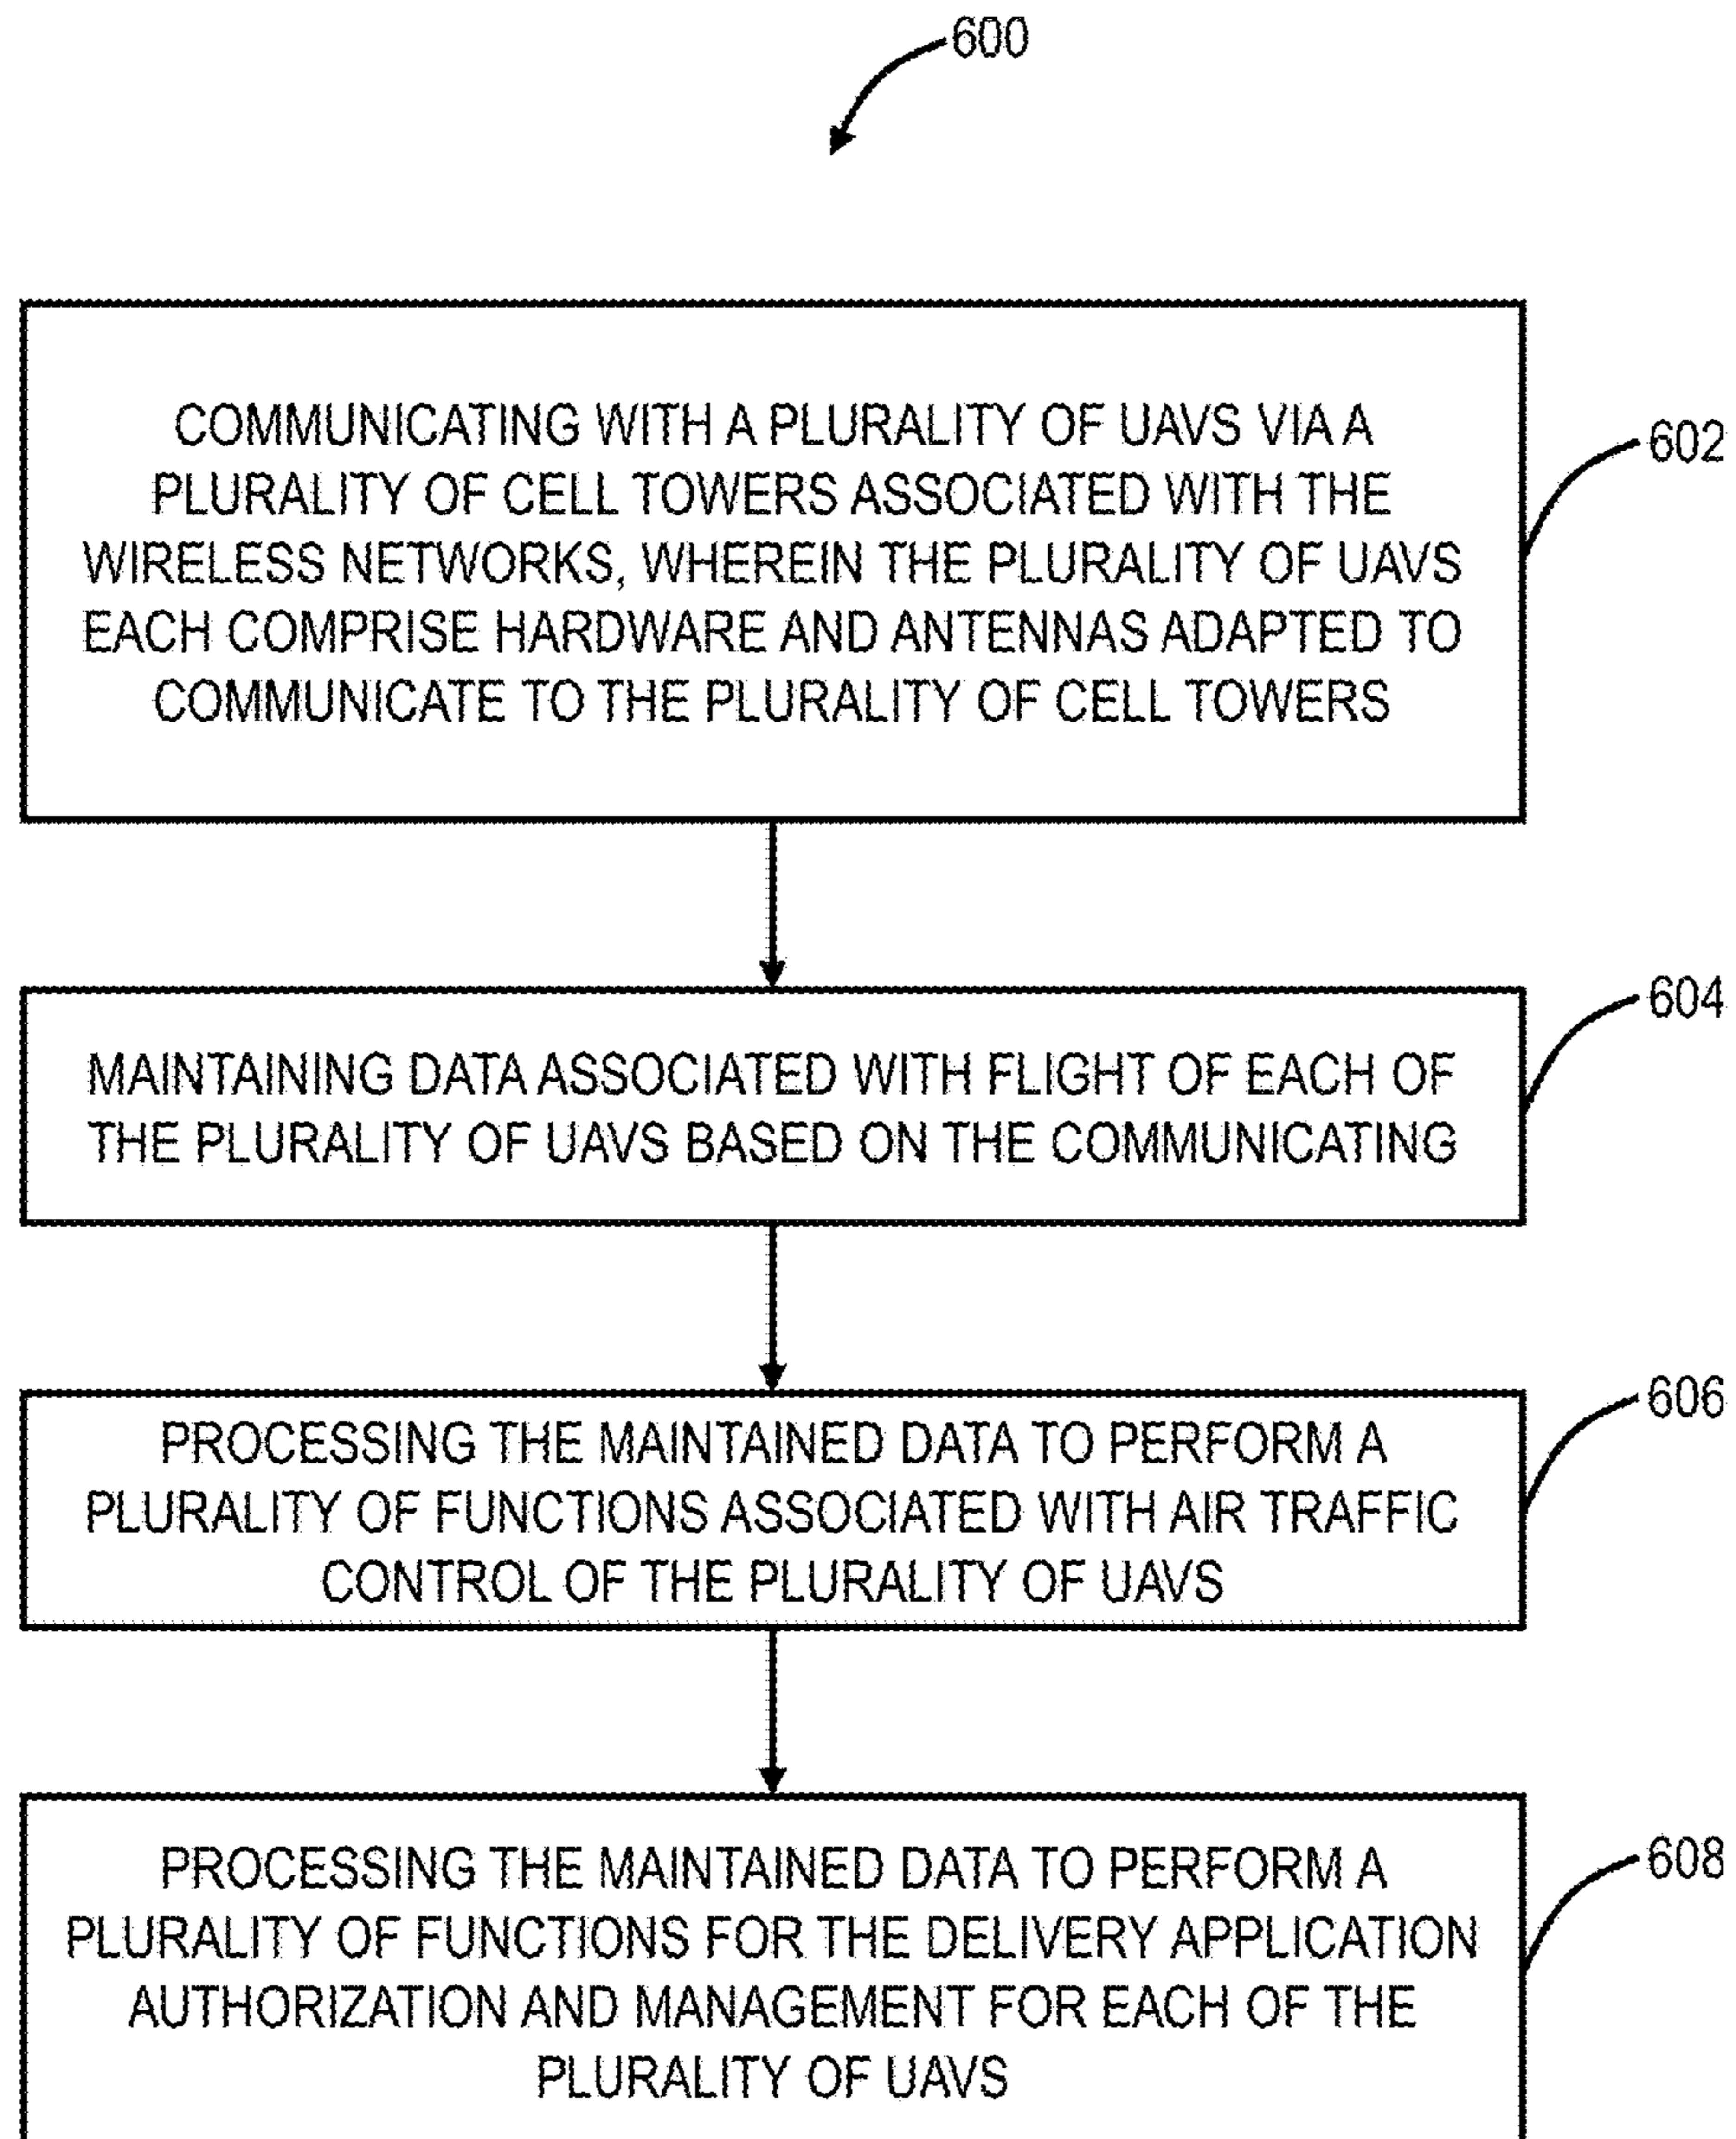 600
COMMUNICATING WITH A PLURALITY OF UAVS VIA A
PLURALITY OF CELL TOWERS ASSOCIATED WITH THE
WIRELESS NETWORKS, WHEREIN THE PLURALITY OF UAVS
EACH COMPRISE HARDWARE AND ANTENNAS ADAPTED TO
COMMUNICATE TO THE PLURALITY OF CELL TOWERS
602
MAINTAINING DATA ASSOCIATED WITH FLIGHT OF EACH OF
THE PLURALITY OF UAVS BASED ON THE COMMUNICATING
604
PROCESSING THE MAINTAINED DATA TO PERFORM A
PLURALITY OF FUNCTIONS ASSOCIATED WITH AIR TRAFFIC
CONTROL OF THE PLURALITY OF UAVS
606
PROCESSING THE MAINTAINED DATA TO PERFORM A
PLURALITY OF FUNCTIONS FOR THE DELIVERY APPLICATION
AUTHORIZATION AND MANAGEMENT FOR EACH OF THE
PLURALITY OF UAVS
608